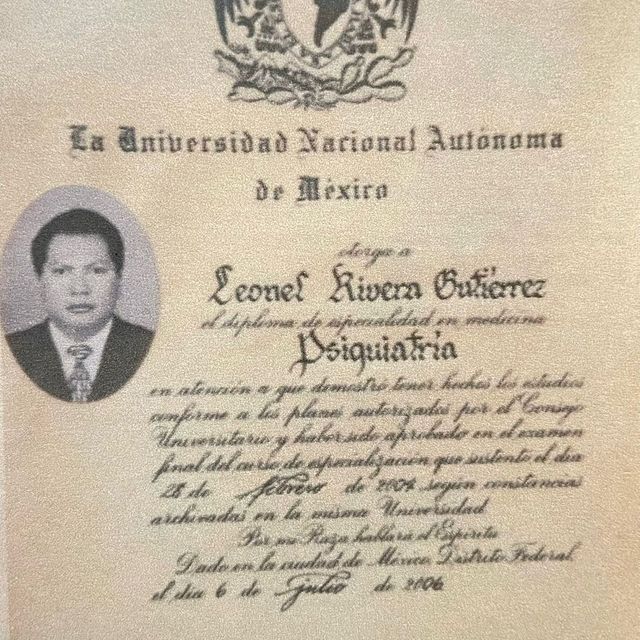 La Universidad Nacional Autónoma
de México
otorga a
Leonel Rivera Gutiérrez
el diploma de especialidad en medicina
Psiquiatría
en atención a que demostró tener hechos los estudios
conforme a los planes autorizados por el Consejo
Universitario y haber sido aprobado en el examen
final del curso de especialización que sustentó el día
28 de febrero de 2004 según constancias
archivadas en la misma Universidad
Por mi Raza hablará el Espíritu
Dado en la ciudad de México, Distrito Federal,
el día 6 de julio de 2006